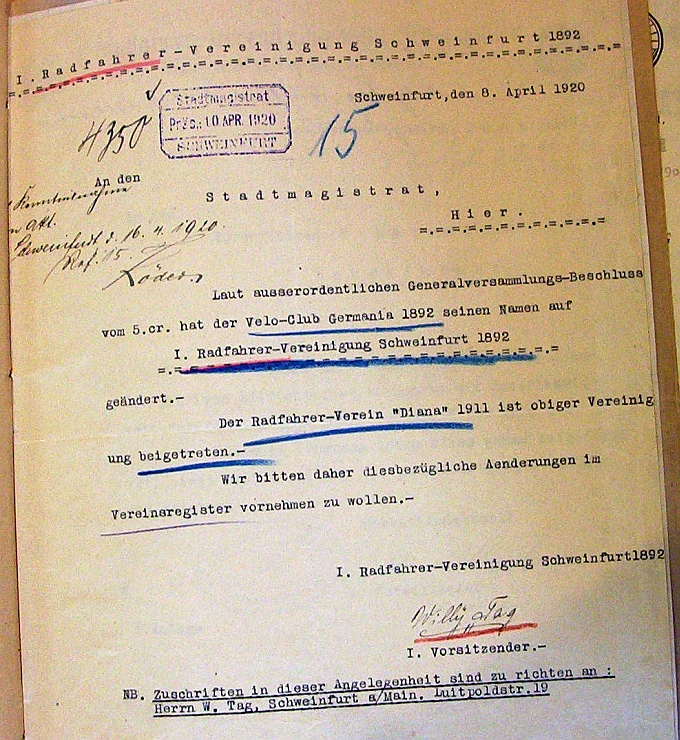 I. Radfahrer-Vereinigung Schweinfurt 1892
Schweinfurt,den 8. April 1920
Stadtmagistrat
Präs.: 10 APR. 1920
SCHWEINFURT
4350
15
An den
Stadtmagistrat,
Hier.
Kenntnisnahme
Akt.
Schweinfurt d. 16. 4. 1920.
Ref. 15.
Laut ausserordentlichen Generalversammlungs-Beschluss
vom 5.cr. hat der Velo-Club Germania 1892 seinen Namen auf
I. Radfahrer-Vereinigung Schweinfurt 1892
geändert.-
Der Radfahrer-Verein "Diana" 1911 ist obiger Vereinig
ung beigetreten.-
Wir bitten daher diesbezügliche Aenderungen im
Vereinsregister vornehmen zu wollen.-
I. Radfahrer-Vereinigung Schweinfurt1892
Willy Tag
I. Vorsitzender.-
NB. Zuschriften in dieser Angelegenheit sind zu richten an :
Herrn W. Tag, Schweinfurt a/Main. Luitpoldstr.19